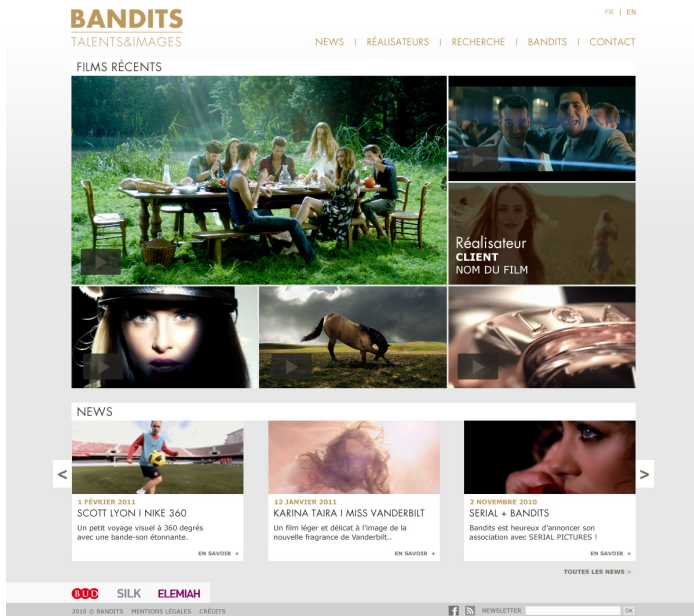 BANDITS
TALENTS&IMAGES
FR | EN
NEWS | RÉALISATEURS | RECHERCHE | BANDITS | CONTACT
FILMS RÉCENTS
Réalisateur
CLIENT
NOM DU FILM
NEWS
<
>
1 FÉVRIER 2011
SCOTT LYON I NIKE 360
Un petit voyage visuel à 360 degrés
avec une bande-son étonnante.
EN SAVOIR +
12 JANVIER 2011
KARINA TAIRA I MISS VANDERBILT
Un film léger et délicat à l'image de la
nouvelle fragrance de Vanderbilt..
EN SAVOIR +
2 NOVEMBRE 2010
SERIAL + BANDITS
Bandits est heureux d'annoncer son
association avec SERIAL PICTURES !
EN SAVOIR +
TOUTES LES NEWS >
BUD SILK ELEMIAH
2010 © BANDITS MENTIONS LÉGALES CRÉDITS
NEWSLETTER OK